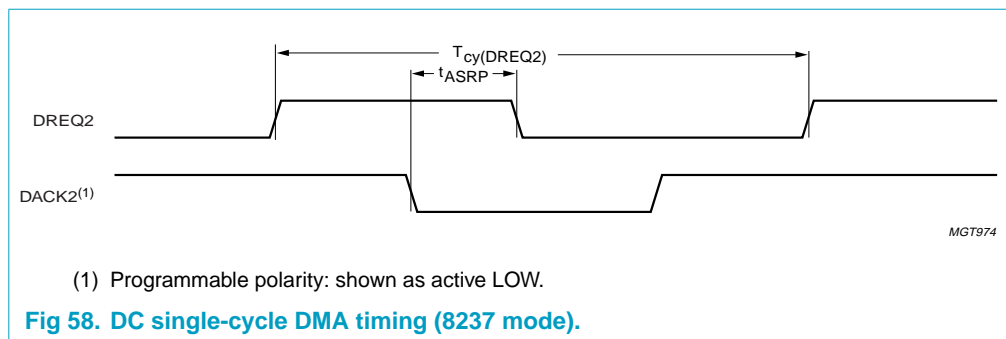 T_cy(DREQ2)
t_ASRP
DREQ2
DACK2(1)
MGT974
(1) Programmable polarity: shown as active LOW.
Fig 58. DC single-cycle DMA timing (8237 mode).